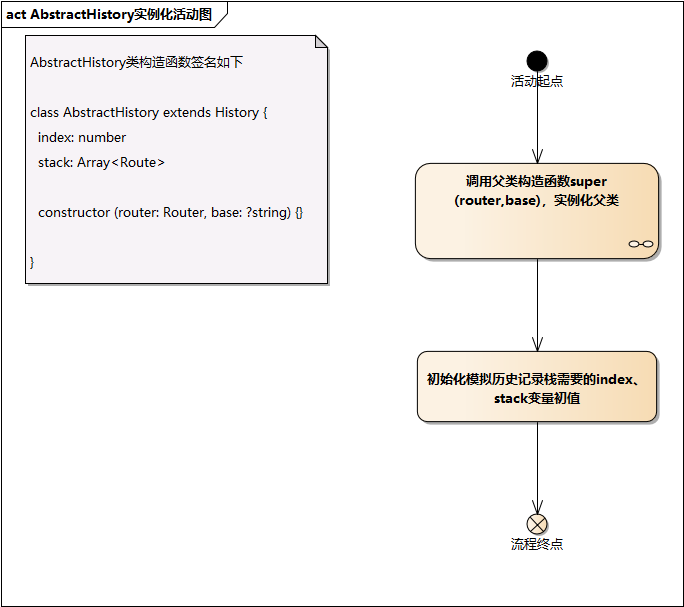 act AbstractHistory实例化活动图
AbstractHistory类构造函数签名如下
class AbstractHistory extends History {
index: number
stack: Array<Route>
constructor (router: Router, base: ?string) {}
}
活动起点
调用父类构造函数super
(router,base)，实例化父类
初始化模拟历史记录栈需要的index、
stack变量初值
流程终点